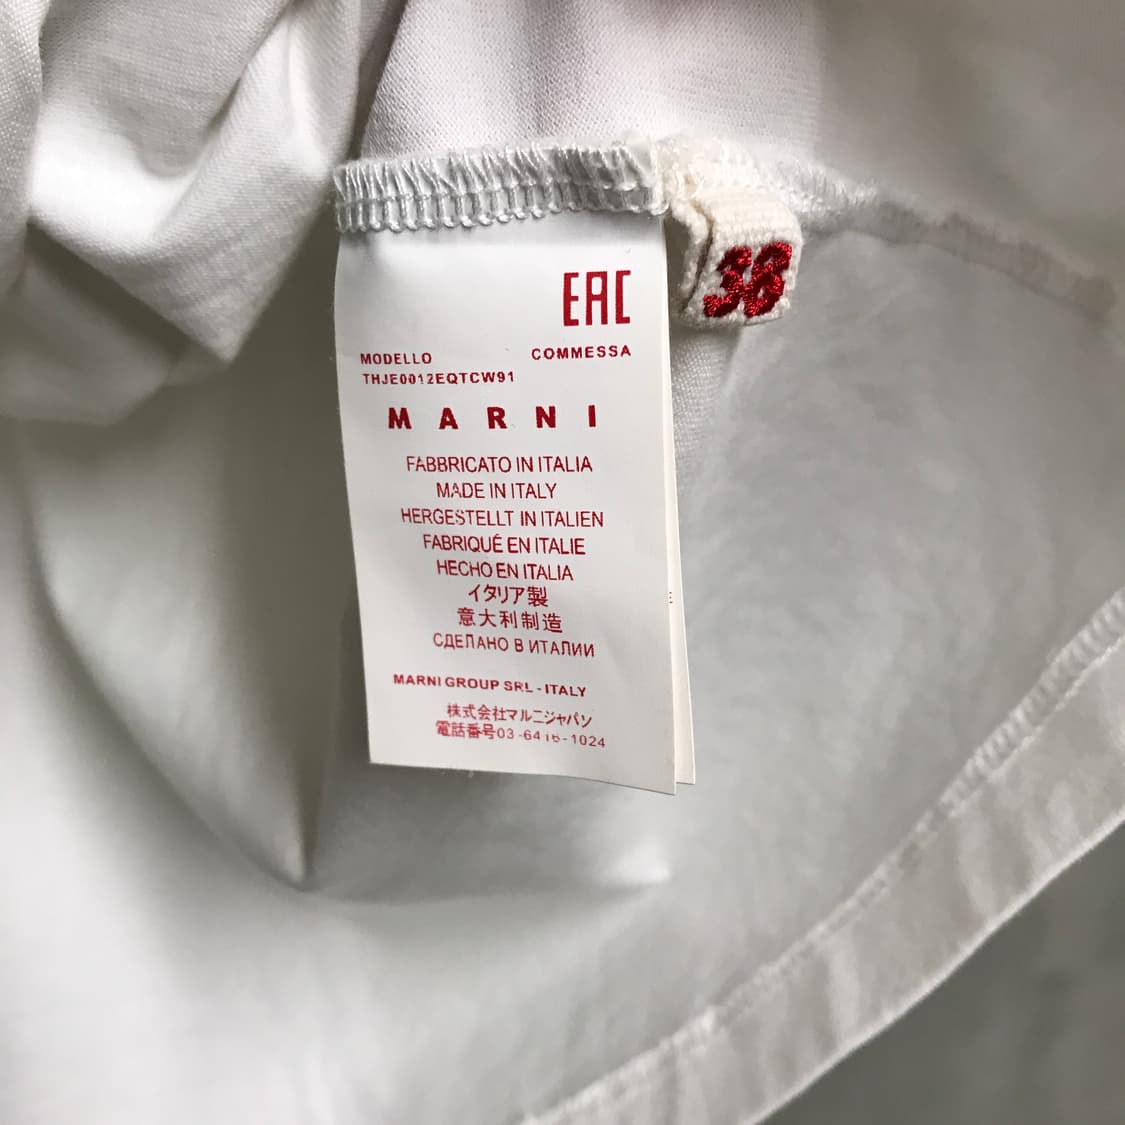 38
EAC
MODELLO COMMESSA
THJE0012EQTCW91
MARNI
FABBRICATO IN ITALIA
MADE IN ITALY
HERGESTELLT IN ITALIEN
FABRIQUÉ EN ITALIE
HECHO EN ITALIA
イタリア製
意大利制造
СДЕЛАНО В ИТАЛИИ
MARNI GROUP SRL - ITALY
株式会社マルニジャパン
電話番号03-6416-1024